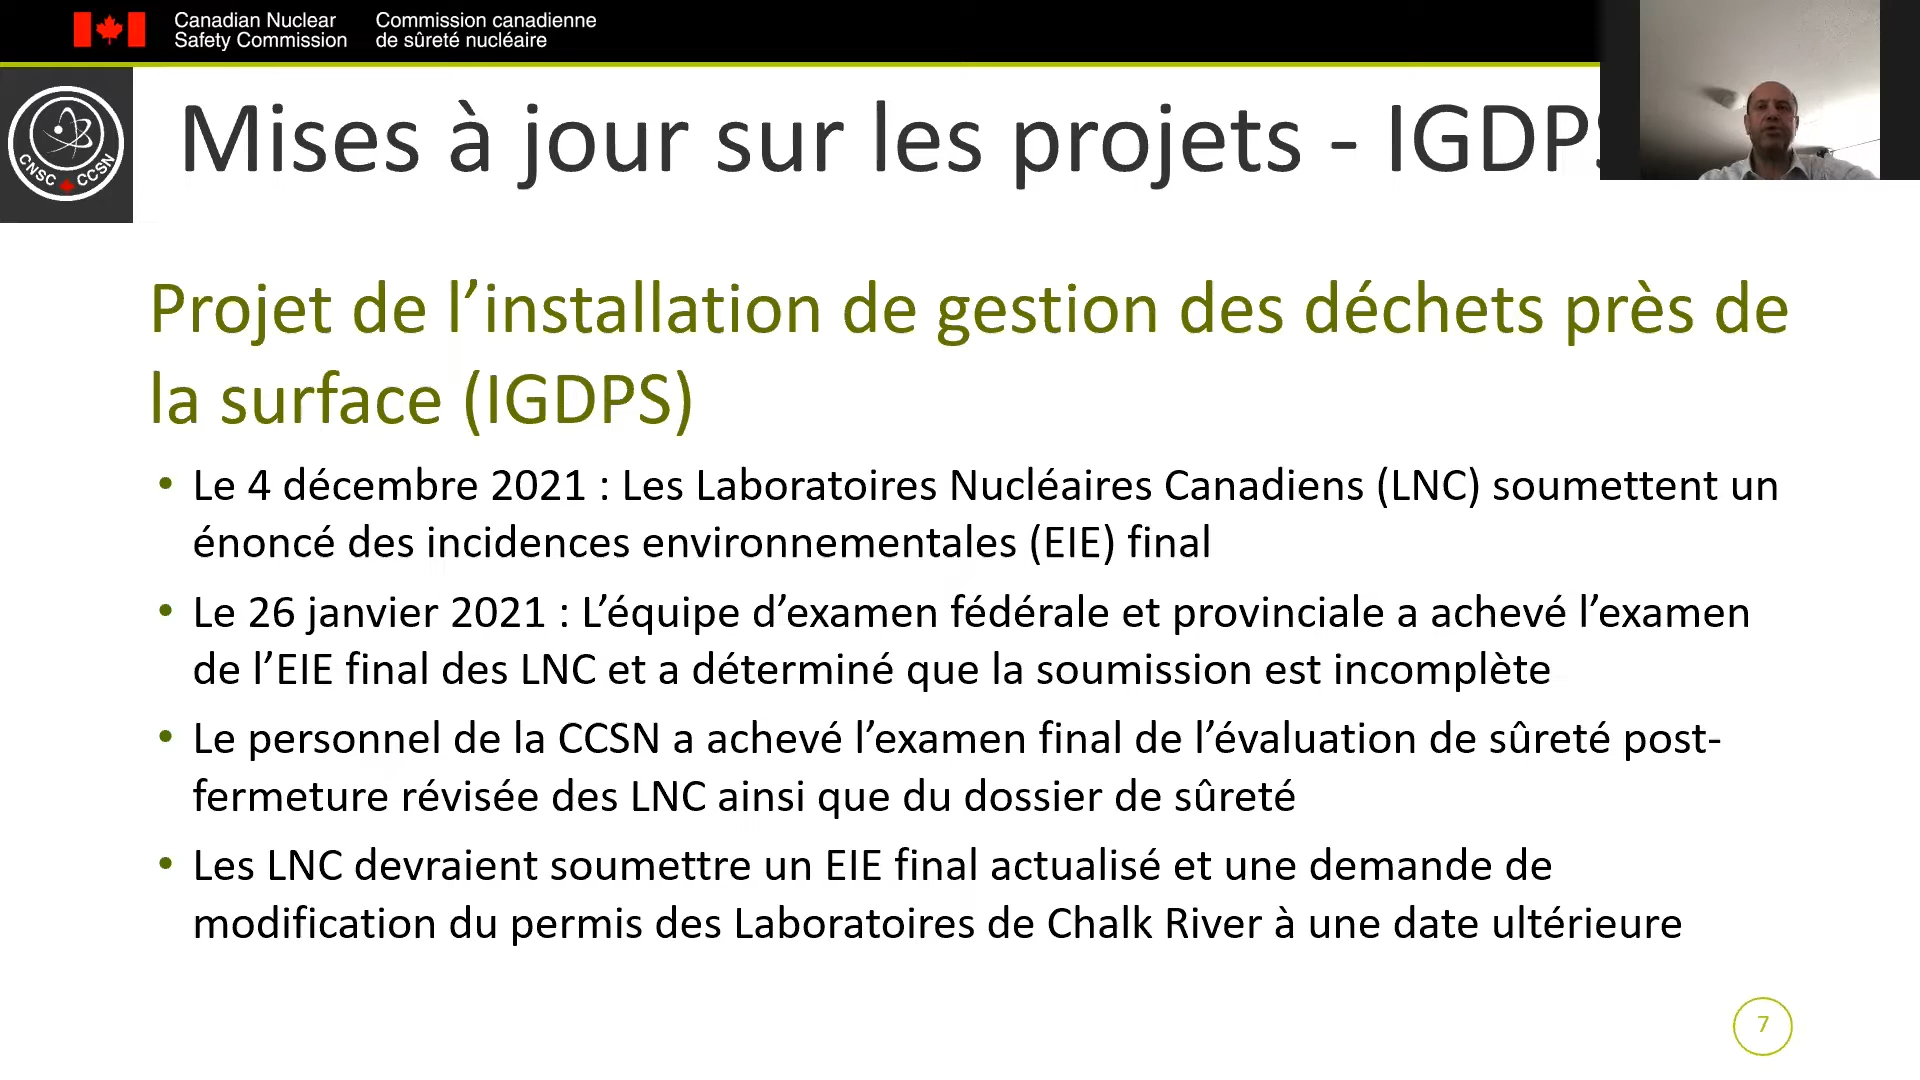 Canadian Nuclear
Safety Commission
Commission canadienne
de sûreté nucléaire
CNSC CCSN
Mises à jour sur les projets - IGDPS
Projet de l’installation de gestion des déchets près de
la surface (IGDPS)
• Le 4 décembre 2021 : Les Laboratoires Nucléaires Canadiens (LNC) soumettent un
énoncé des incidences environnementales (EIE) final
• Le 26 janvier 2021 : L’équipe d’examen fédérale et provinciale a achevé l’examen
de l’EIE final des LNC et a déterminé que la soumission est incomplète
• Le personnel de la CCSN a achevé l’examen final de l’évaluation de sûreté post-
fermeture révisée des LNC ainsi que du dossier de sûreté
• Les LNC devraient soumettre un EIE final actualisé et une demande de
modification du permis des Laboratoires de Chalk River à une date ultérieure
7